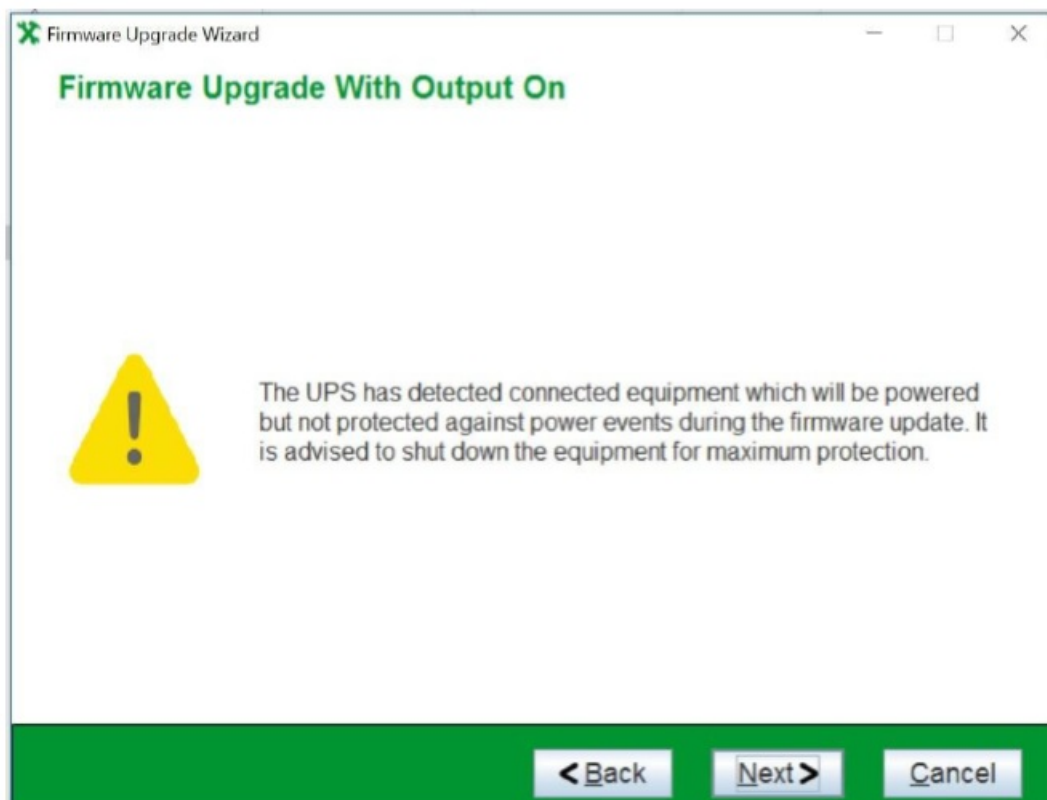 Firmware Upgrade Wizard
Firmware Upgrade With Output On
!
The UPS has detected connected equipment which will be powered
but not protected against power events during the firmware update. It
is advised to shut down the equipment for maximum protection.
< Back Next > Cancel